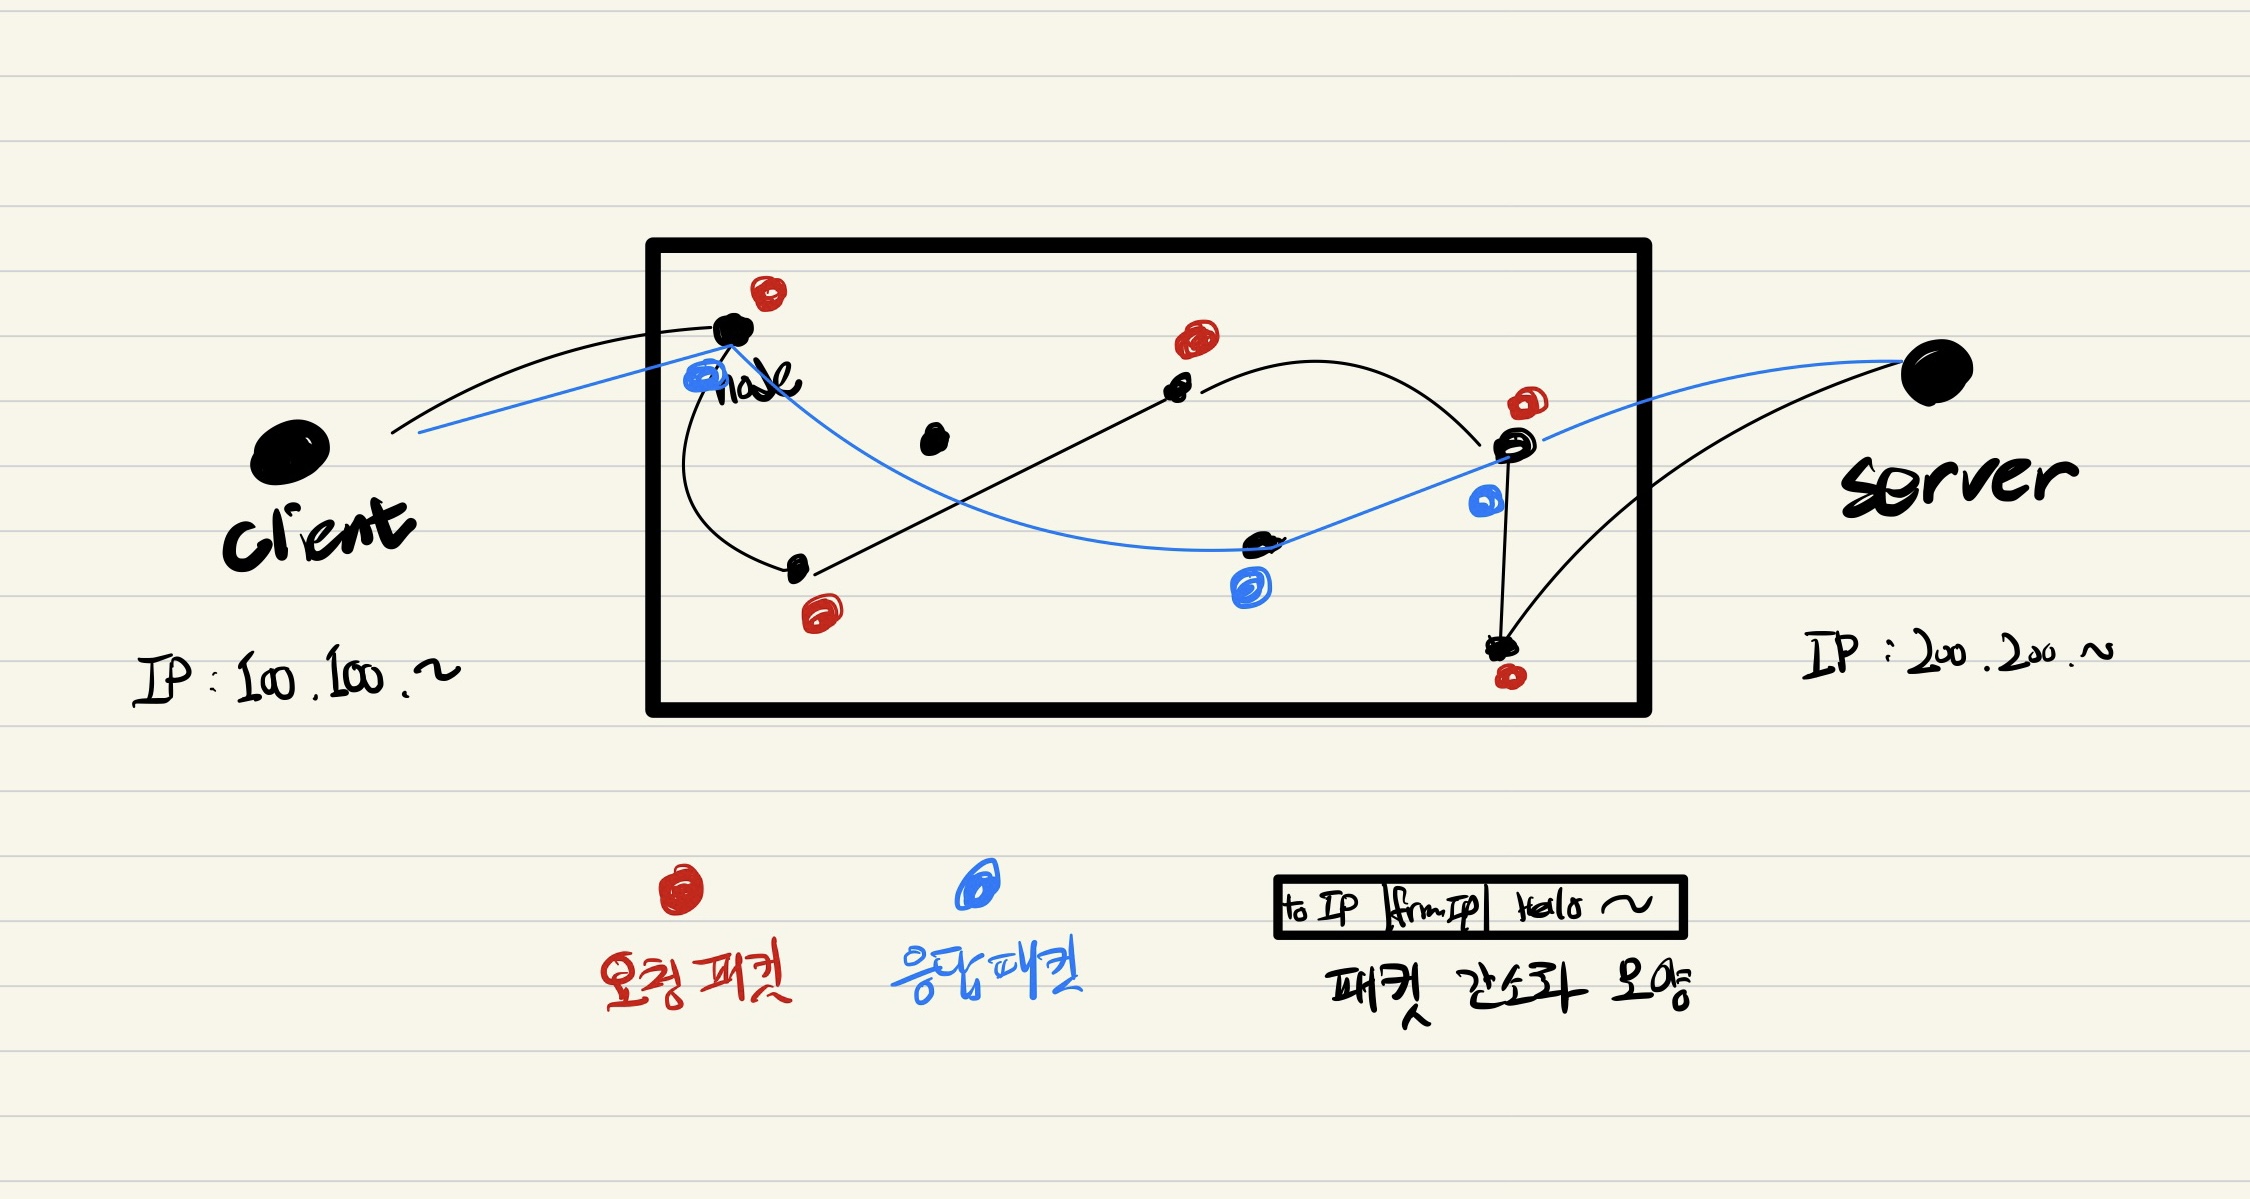 node
client
server
IP : 100.100.~
IP : 200.200.~
to IP from IP Hello ~
요청 패킷
응답 패킷
패킷 간소화 모양